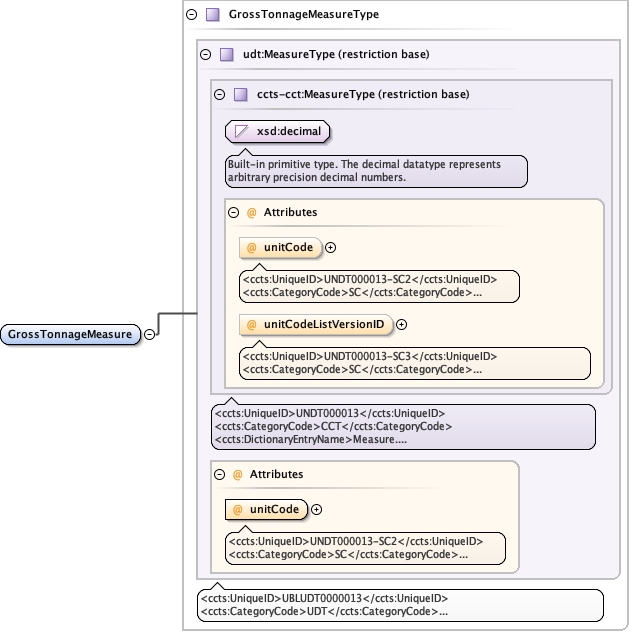 GrossTonnageMeasureType
udt:MeasureType (restriction base)
ccts-cct:MeasureType (restriction base)
xsd:decimal
Built-in primitive type. The decimal datatype represents
arbitrary precision decimal numbers.
@ Attributes
@ unitCode
<ccts:UniqueID>UNDT000013-SC2</ccts:UniqueID>
<ccts:CategoryCode>SC</ccts:CategoryCode>...
@ unitCodeListVersionID
<ccts:UniqueID>UNDT000013-SC3</ccts:UniqueID>
<ccts:CategoryCode>SC</ccts:CategoryCode>...
GrossTonnageMeasure
<ccts:UniqueID>UNDT000013</ccts:UniqueID>
<ccts:CategoryCode>CCT</ccts:CategoryCode>
<ccts:DictionaryEntryName>Measure....
@ Attributes
@ unitCode
<ccts:UniqueID>UNDT000013-SC2</ccts:UniqueID>
<ccts:CategoryCode>SC</ccts:CategoryCode>...
<ccts:UniqueID>UBLUDT0000013</ccts:UniqueID>
<ccts:CategoryCode>UDT</ccts:CategoryCode>...